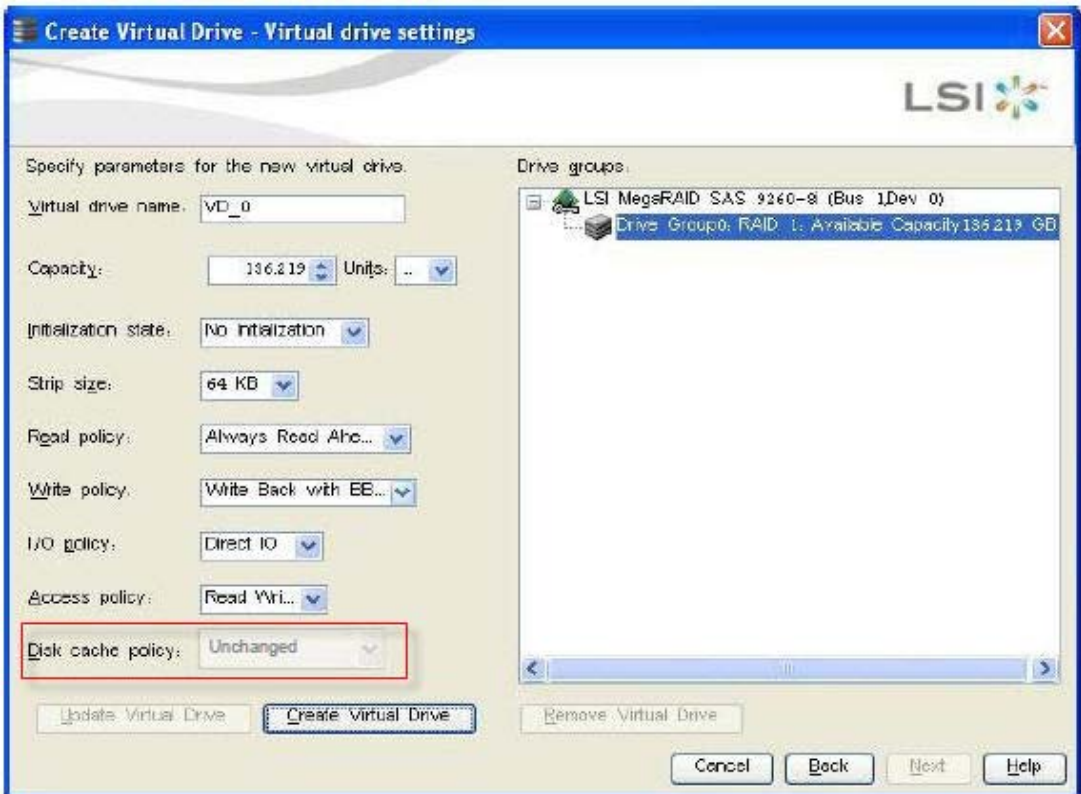 Create Virtual Drive - Virtual drive settings
LSI
Specify parameters for the new virtual drive.
Virtual drive name: VD_0
Capacity: 136.219 Units: ..
Initialization state: No Initialization
Strip size: 64 KB
Read policy: Always Read Ahe...
Write policy: Write Back with BB...
I/O policy: Direct IO
Access policy: Read Wri...
Disk cache policy: Unchanged
Update Virtual Drive
Create Virtual Drive
Drive groups:
LSI MegaRAID SAS 9260-8i (Bus 1,Dev 0)
Drive Group0: RAID 1: Available Capacity136.219 GB
Remove Virtual Drive
Cancel
Back
Next
Help